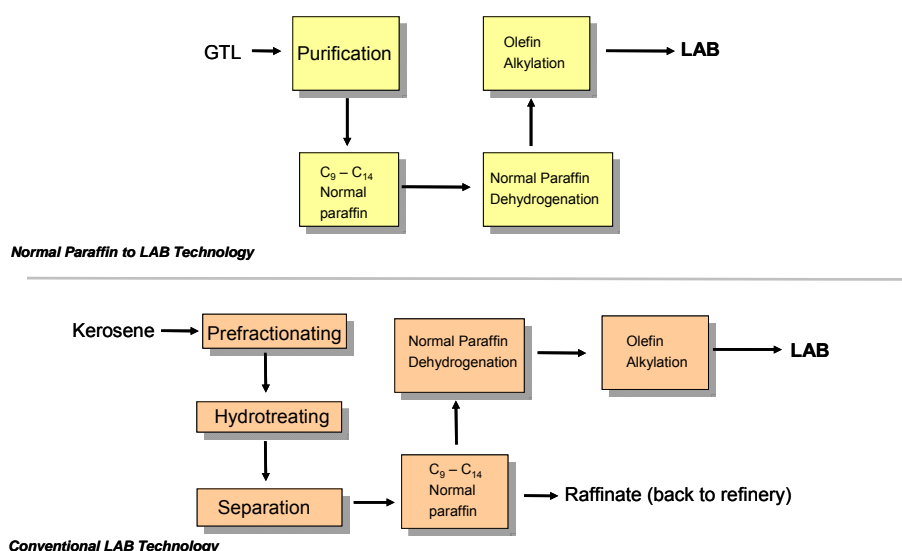 GTL
Purification
C9 – C14
Normal
paraffin
Normal Paraffin
Dehydrogenation
Olefin
Alkylation
LAB
Normal Paraffin to LAB Technology
Kerosene
Prefractionating
Hydrotreating
Separation
C9 – C14
Normal
paraffin
Raffinate (back to refinery)
Normal Paraffin
Dehydrogenation
Olefin
Alkylation
LAB
Conventional LAB Technology